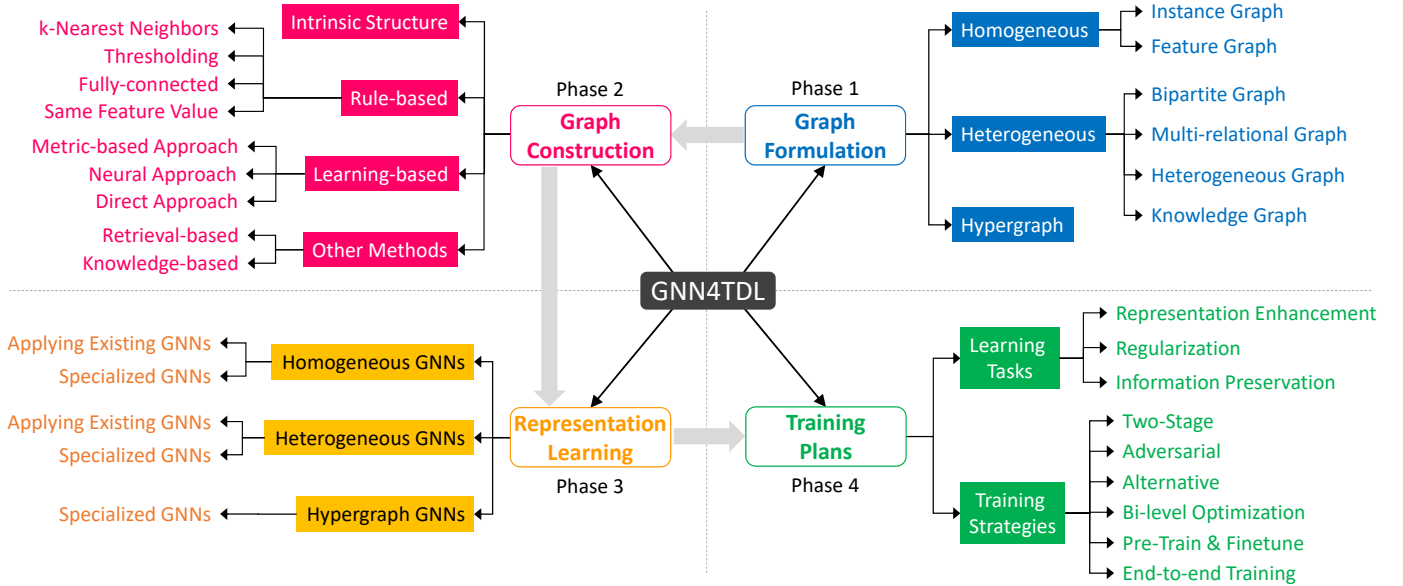 Intrinsic Structure
k-Nearest Neighbors
Thresholding
Fully-connected
Same Feature Value
Rule-based
Metric-based Approach
Neural Approach
Direct Approach
Learning-based
Retrieval-based
Knowledge-based
Other Methods
Phase 2
Graph
Construction
Phase 1
Graph
Formulation
Homogeneous
Instance Graph
Feature Graph
Heterogeneous
Bipartite Graph
Multi-relational Graph
Heterogeneous Graph
Knowledge Graph
Hypergraph
GNN4TDL
Applying Existing GNNs
Specialized GNNs
Homogeneous GNNs
Applying Existing GNNs
Specialized GNNs
Heterogeneous GNNs
Specialized GNNs
Hypergraph GNNs
Representation
Learning
Phase 3
Training
Plans
Phase 4
Learning
Tasks
Representation Enhancement
Regularization
Information Preservation
Training
Strategies
Two-Stage
Adversarial
Alternative
Bi-level Optimization
Pre-Train & Finetune
End-to-end Training